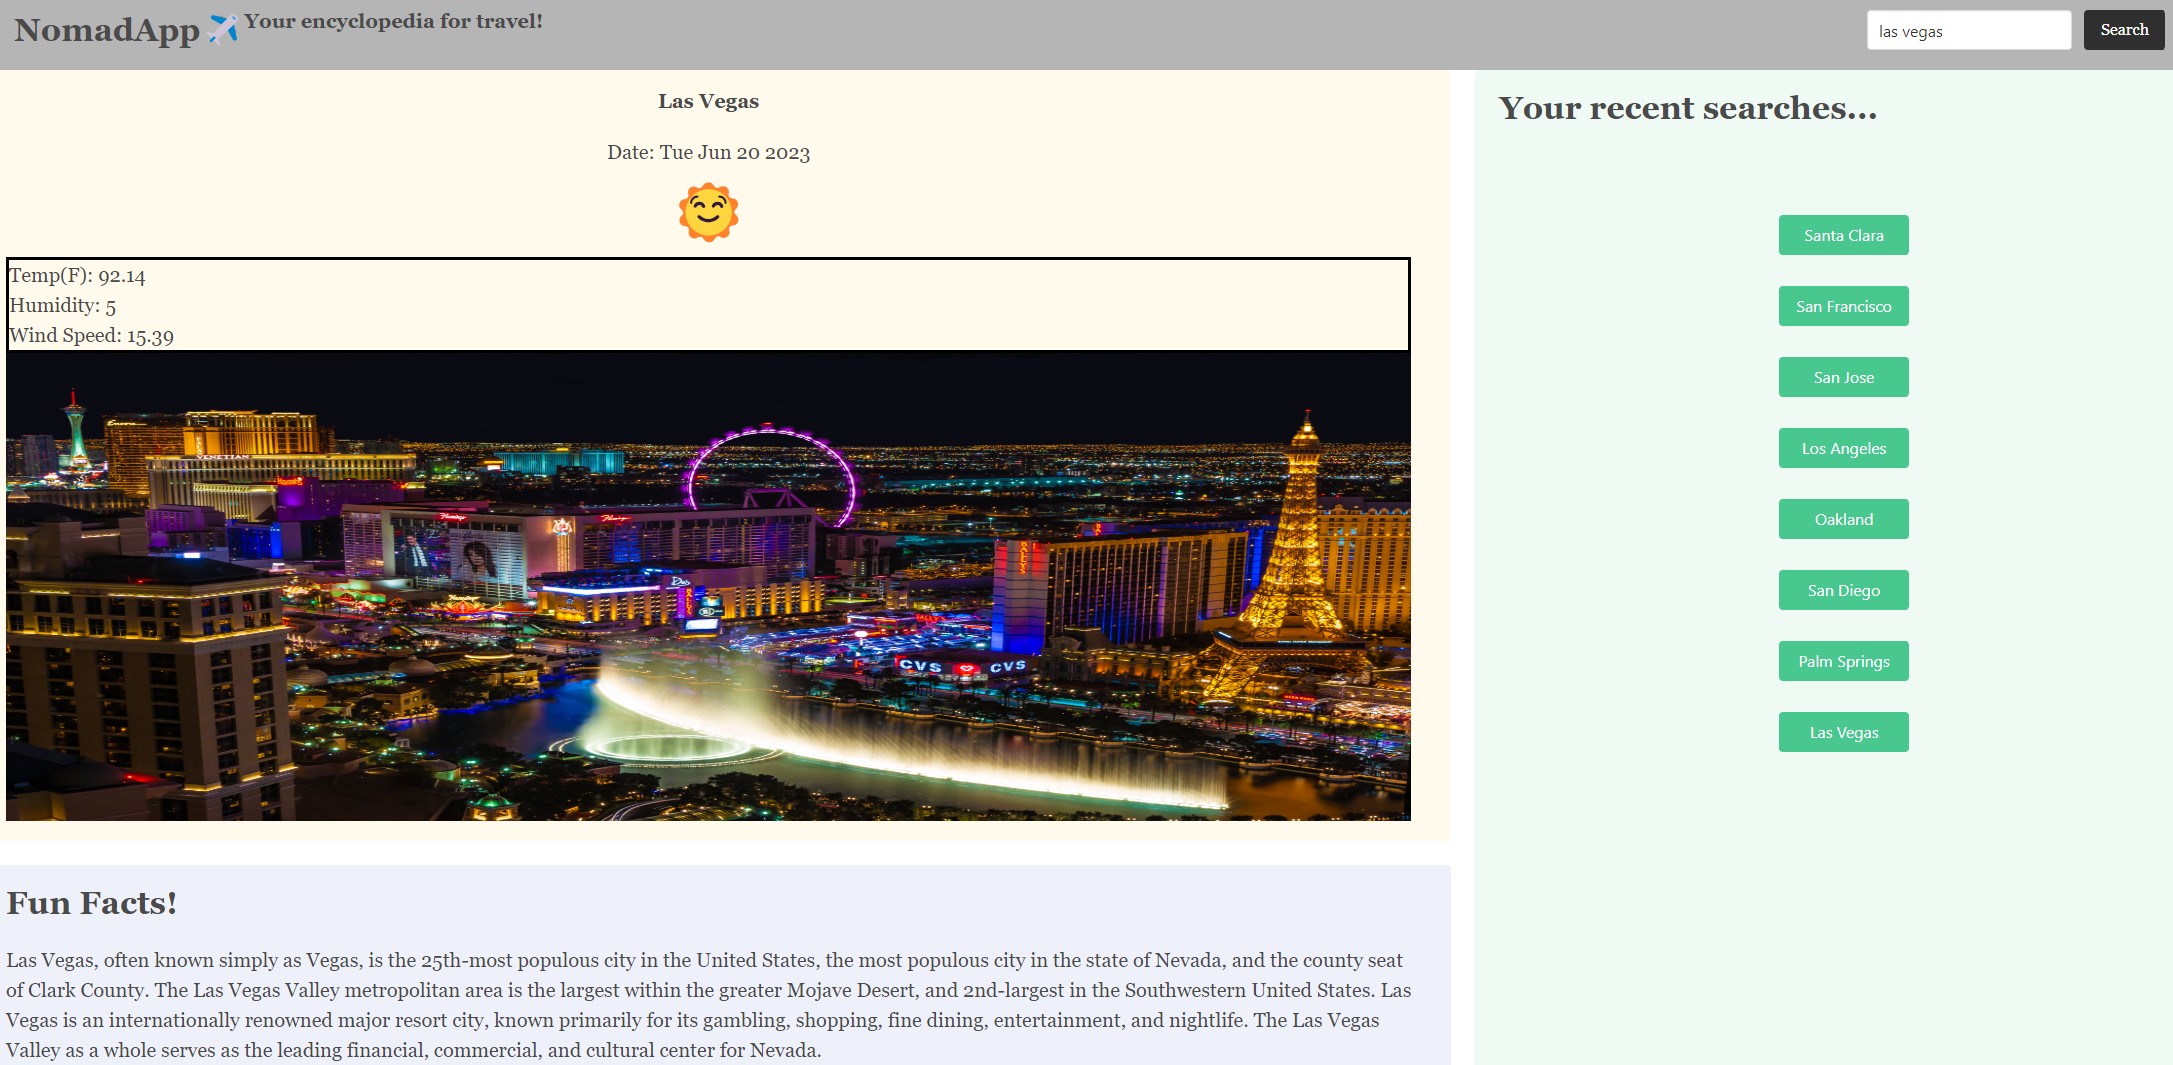 NomadApp Your encyclopedia for travel!
las vegas
Search
Las Vegas
Date: Tue Jun 20 2023
Temp(F): 92.14
Humidity: 5
Wind Speed: 15.39
Encore
VENETIAN
Flamingo
Flamingo
BALLYS
CVS CVS
Fun Facts!
Las Vegas, often known simply as Vegas, is the 25th-most populous city in the United States, the most populous city in the state of Nevada, and the county seat
of Clark County. The Las Vegas Valley metropolitan area is the largest within the greater Mojave Desert, and 2nd-largest in the Southwestern United States. Las
Vegas is an internationally renowned major resort city, known primarily for its gambling, shopping, fine dining, entertainment, and nightlife. The Las Vegas
Valley as a whole serves as the leading financial, commercial, and cultural center for Nevada.
Your recent searches...
Santa Clara
San Francisco
San Jose
Los Angeles
Oakland
San Diego
Palm Springs
Las Vegas